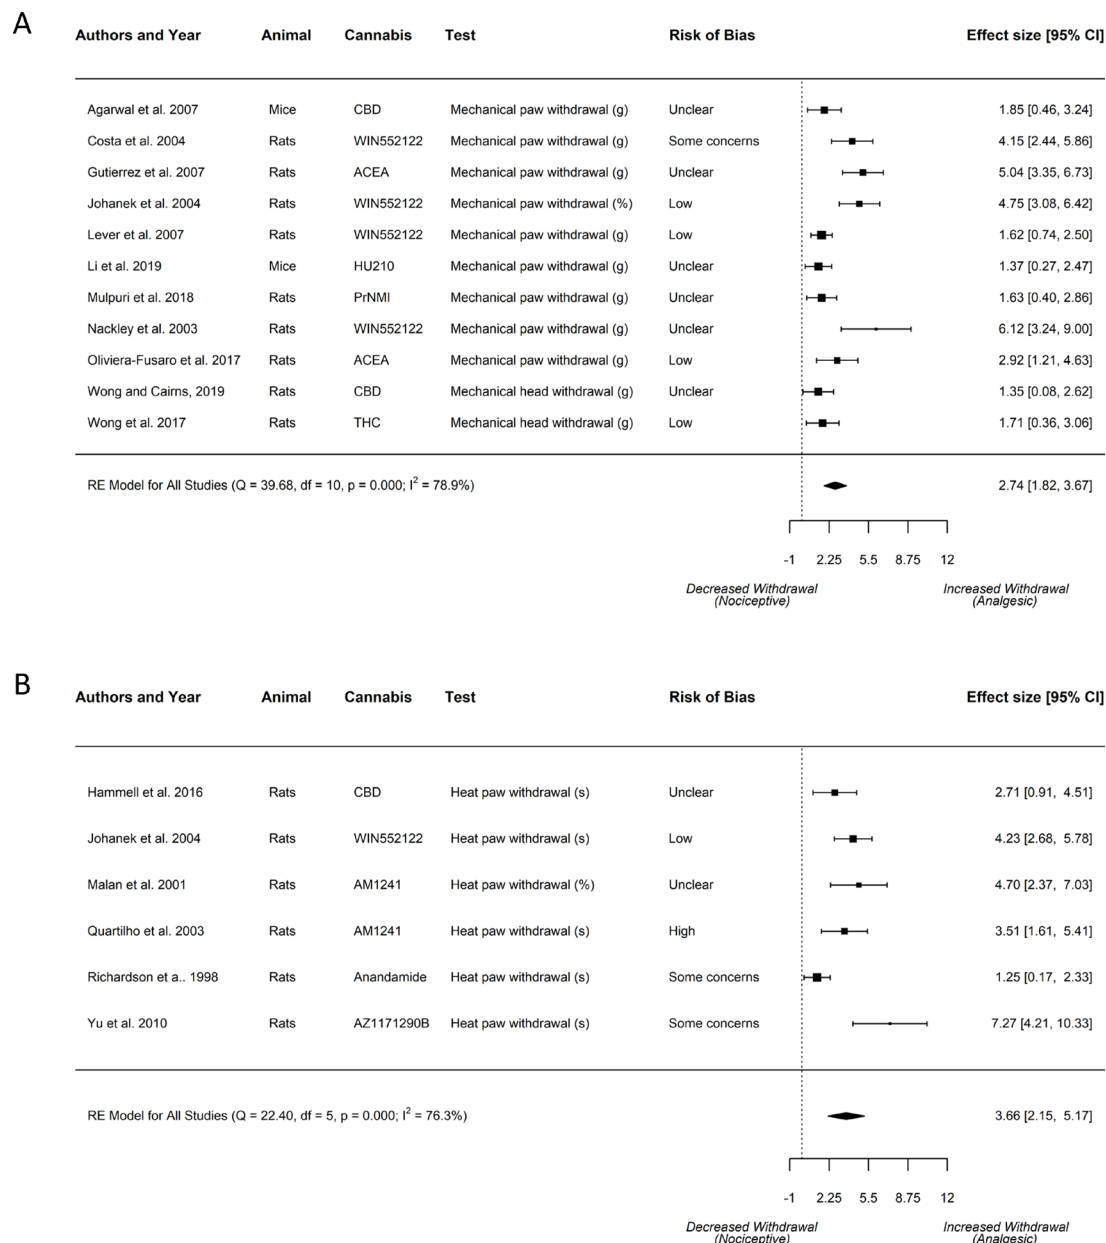 A
Authors and Year Animal Cannabis Test Risk of Bias Effect size [95% CI]
Agarwal et al. 2007 Mice CBD Mechanical paw withdrawal (g) Unclear 1.85 [0.46, 3.24]
Costa et al. 2004 Rats WIN552122 Mechanical paw withdrawal (g) Some concerns 4.15 [2.44, 5.86]
Gutierrez et al. 2007 Rats ACEA Mechanical paw withdrawal (g) Unclear 5.04 [3.35, 6.73]
Johanek et al. 2004 Rats WIN552122 Mechanical paw withdrawal (%) Low 4.75 [3.08, 6.42]
Lever et al. 2007 Rats WIN552122 Mechanical paw withdrawal (g) Low 1.62 [0.74, 2.50]
Li et al. 2019 Mice HU210 Mechanical paw withdrawal (g) Unclear 1.37 [0.27, 2.47]
Mulpuri et al. 2018 Rats PrNMI Mechanical paw withdrawal (g) Unclear 1.63 [0.40, 2.86]
Nackley et al. 2003 Rats WIN552122 Mechanical paw withdrawal (g) Unclear 6.12 [3.24, 9.00]
Oliviera-Fusaro et al. 2017 Rats ACEA Mechanical paw withdrawal (g) Low 2.92 [1.21, 4.63]
Wong and Cairns, 2019 Rats CBD Mechanical head withdrawal (g) Unclear 1.35 [0.08, 2.62]
Wong et al. 2017 Rats THC Mechanical head withdrawal (g) Low 1.71 [0.36, 3.06]
RE Model for All Studies (Q = 39.68, df = 10, p = 0.000; I² = 78.9%) 2.74 [1.82, 3.67]
-1 2.25 5.5 8.75 12
Decreased Withdrawal Increased Withdrawal
(Nociceptive) (Analgesic)
B
Authors and Year Animal Cannabis Test Risk of Bias Effect size [95% CI]
Hammell et al. 2016 Rats CBD Heat paw withdrawal (s) Unclear 2.71 [0.91, 4.51]
Johanek et al. 2004 Rats WIN552122 Heat paw withdrawal (s) Low 4.23 [2.68, 5.78]
Malan et al. 2001 Rats AM1241 Heat paw withdrawal (%) Unclear 4.70 [2.37, 7.03]
Quartilho et al. 2003 Rats AM1241 Heat paw withdrawal (s) High 3.51 [1.61, 5.41]
Richardson et a.. 1998 Rats Anandamide Heat paw withdrawal (s) Some concerns 1.25 [0.17, 2.33]
Yu et al. 2010 Rats AZ1171290B Heat paw withdrawal (s) Some concerns 7.27 [4.21, 10.33]
RE Model for All Studies (Q = 22.40, df = 5, p = 0.000; I² = 76.3%) 3.66 [2.15, 5.17]
-1 2.25 5.5 8.75 12
Decreased Withdrawal Increased Withdrawal
(Nociceptive) (Analgesic)